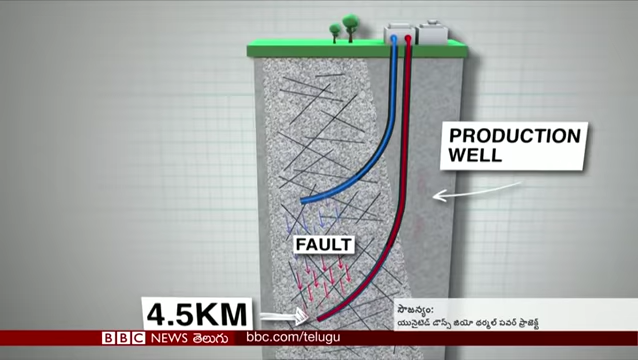 PRODUCTION
WELL
FAULT
4.5KM
సౌజన్యం:
యునైటెడ్ డౌన్స్ జియో థర్మల్ పవర్ ప్రాజెక్ట్
BBC NEWS తెలుగు bbc.com/telugu